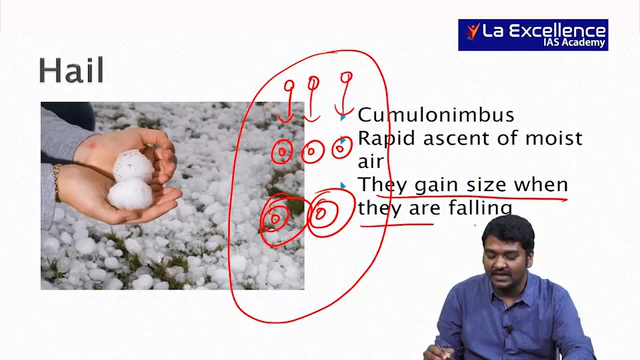 La Excellence
IAS Academy
Hail
Cumulonimbus
Rapid ascent of moist
air
They gain size when
they are falling